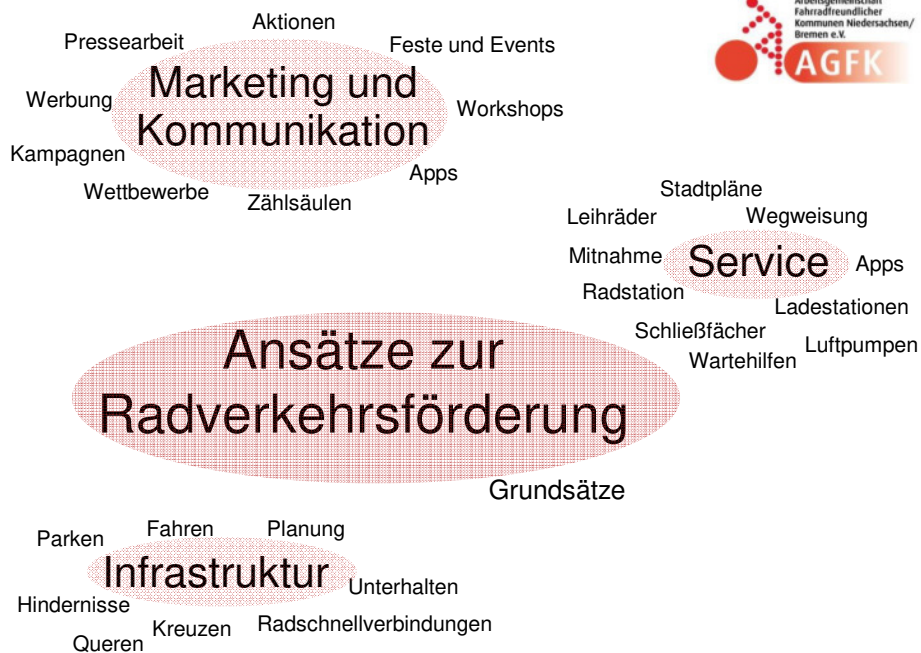 Arbeitsgemeinschaft
Fahrradfreundlicher
Kommunen Niedersachsen/
Bremen e.V.
AGFK
Aktionen
Pressearbeit
Feste und Events
Marketing und
Kommunikation
Werbung
Workshops
Kampagnen
Apps
Wettbewerbe
Zählsäulen
Stadtpläne
Leihräder
Wegweisung
Mitnahme
Service
Apps
Radstation
Ladestationen
Schließfächer
Luftpumpen
Wartehilfen
Ansätze zur
Radverkehrsförderung
Grundsätze
Parken
Fahren
Planung
Infrastruktur
Unterhalten
Hindernisse
Queren
Kreuzen
Radschnellverbindungen